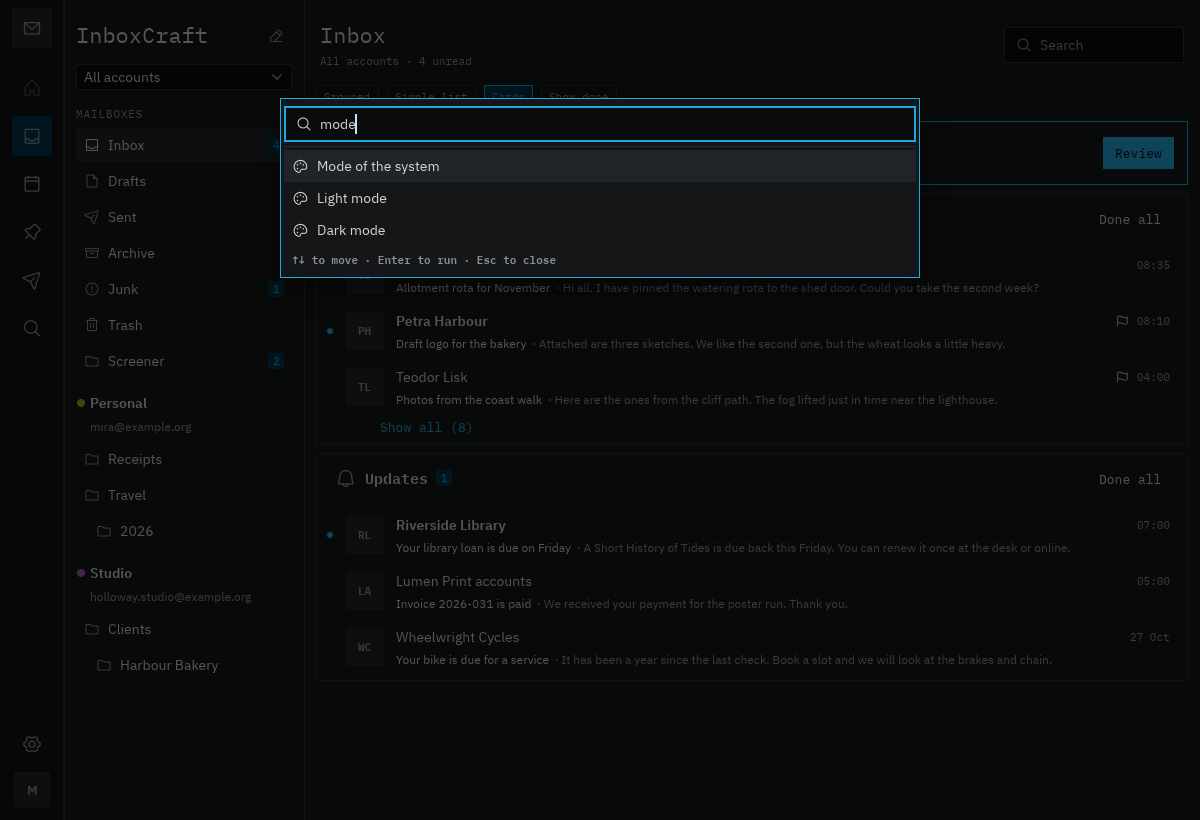 InboxCraft
All accounts
MAILBOXES
Inbox 4
Drafts
Sent
Archive
Junk 1
Trash
Screener 2
Personal
mira@example.org
Receipts
Travel
2026
Studio
holloway.studio@example.org
Clients
Harbour Bakery
M
Inbox
All accounts · 4 unread
Search
Grouped Simple list Cards Show done
mode
Mode of the system
Light mode
Dark mode
↑↓ to move · Enter to run · Esc to close
Review
Done all
08:35
Allotment rota for November · Hi all, I have pinned the watering rota to the shed door. Could you take the second week?
PH
Petra Harbour 08:10
Draft logo for the bakery · Attached are three sketches. We like the second one, but the wheat looks a little heavy.
TL
Teodor Lisk 04:00
Photos from the coast walk · Here are the ones from the cliff path. The fog lifted just in time near the lighthouse.
Show all (8)
Updates 1 Done all
RL
Riverside Library 07:00
Your library loan is due on Friday · A Short History of Tides is due back this Friday. You can renew it once at the desk or online.
LA
Lumen Print accounts 05:00
Invoice 2026-031 is paid · We received your payment for the poster run. Thank you.
WC
Wheelwright Cycles 27 Oct
Your bike is due for a service · It has been a year since the last check. Book a slot and we will look at the brakes and chain.